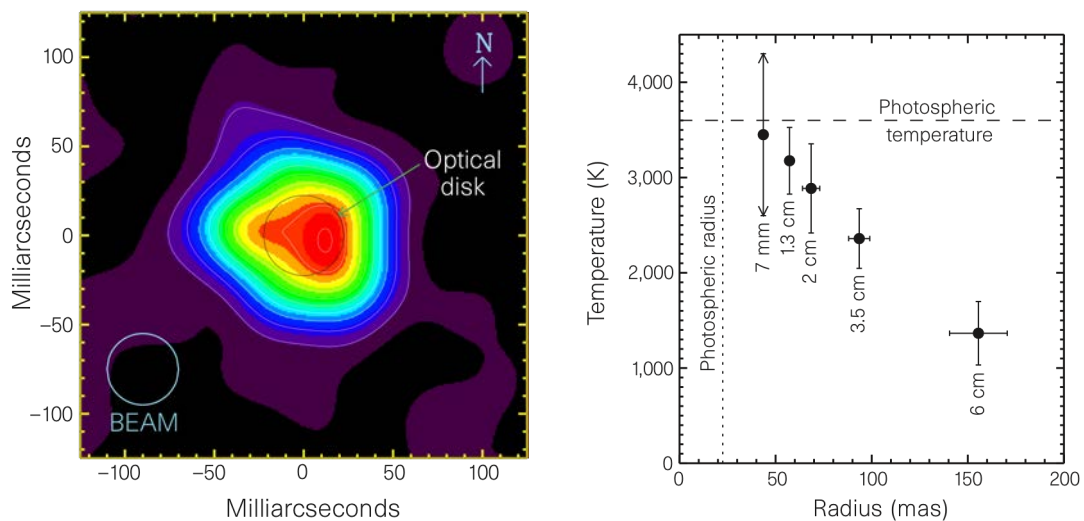 100
50
0
−50
−100
Milliarcseconds
N
Optical
disk
BEAM
−100
−50
0
50
100
Milliarcseconds
4,000
3,000
2,000
1,000
0
Temperature (K)
Photospheric radius
Photospheric
temperature
7 mm
1.3 cm
2 cm
3.5 cm
6 cm
0
50
100
150
200
Radius (mas)